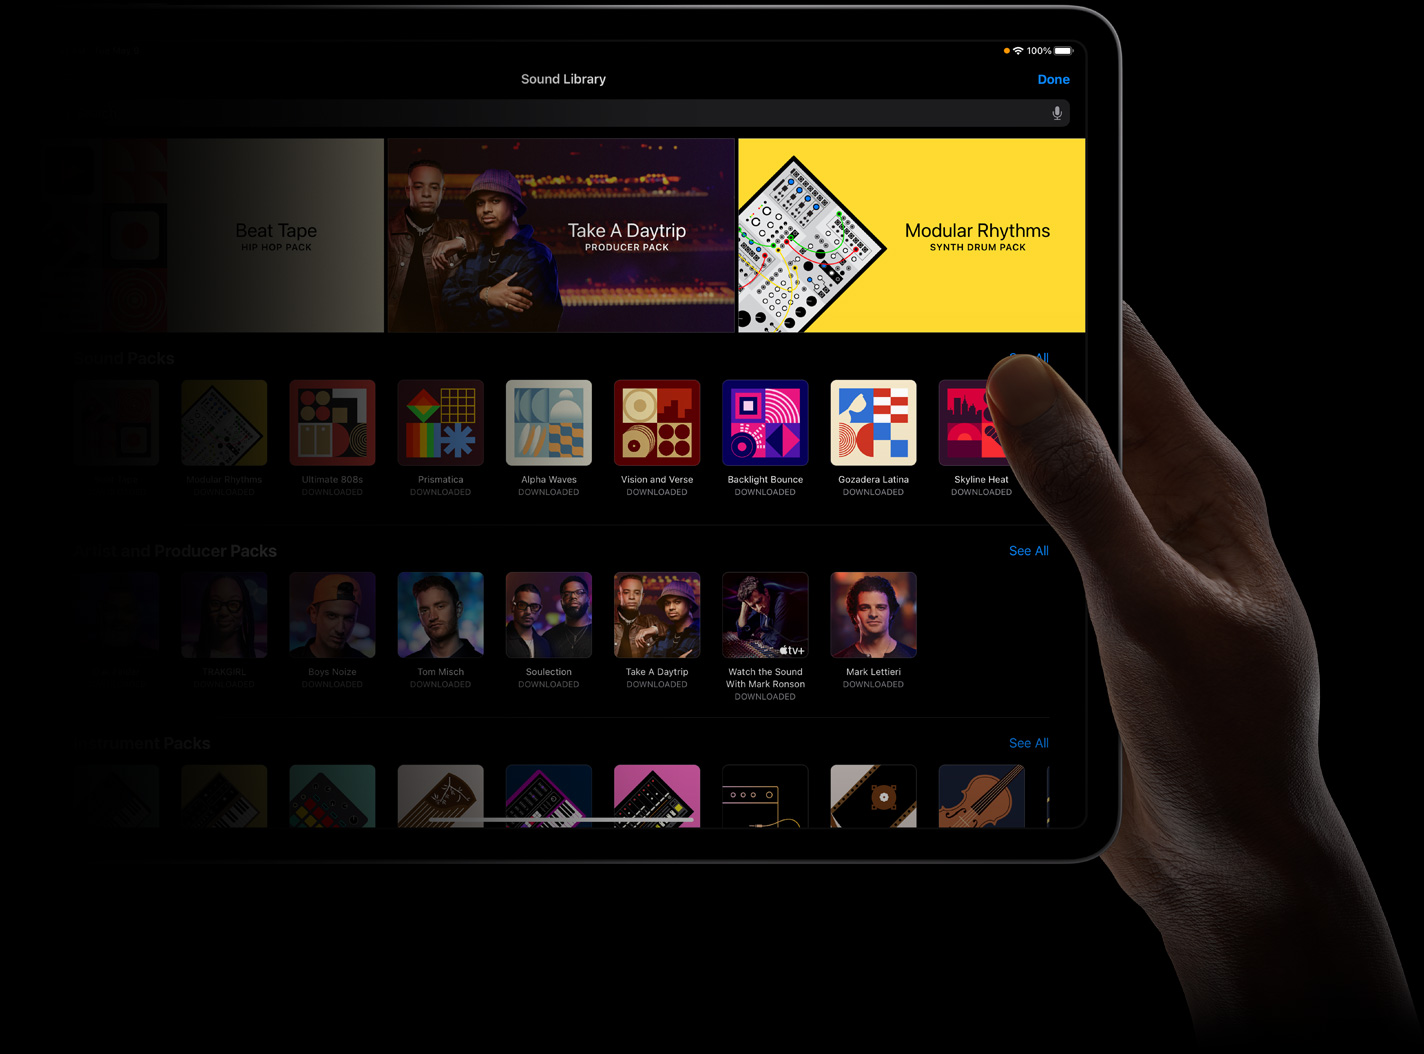 100%
Sound Library
Done
Beat Tape
HIP HOP PACK
Take A Daytrip
PRODUCER PACK
Modular Rhythms
SYNTH DRUM PACK
Sound Packs
See All
Modular Rhythms
DOWNLOADED
Ultimate 808s
DOWNLOADED
Prismatica
DOWNLOADED
Alpha Waves
DOWNLOADED
Vision and Verse
DOWNLOADED
Backlight Bounce
DOWNLOADED
Gozadera Latina
DOWNLOADED
Skyline Heat
DOWNLOADED
Artist and Producer Packs
See All
TRAKGIRL
DOWNLOADED
Boys Noize
DOWNLOADED
Tom Misch
DOWNLOADED
Soulection
DOWNLOADED
Take A Daytrip
DOWNLOADED
tv+
Watch the Sound
With Mark Ronson
DOWNLOADED
Mark Lettieri
DOWNLOADED
Instrument Packs
See All